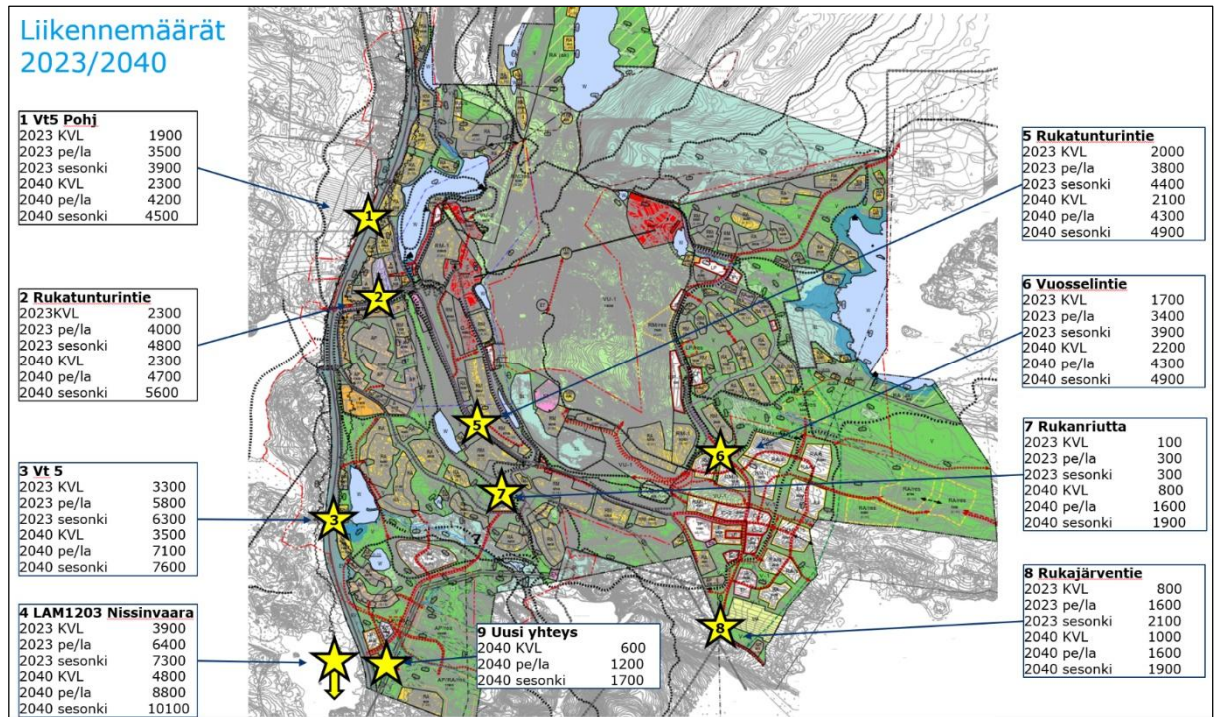 Liikennemäärät
2023/2040
1 Vt5 Pohj
2023 KVL 1900
2023 pe/la 3500
2023 sesonki 3900
2040 KVL 2300
2040 pe/la 4200
2040 sesonki 4500
2 Rukatunturintie
2023KVL 2300
2023 pe/la 4000
2023 sesonki 4800
2040 KVL 2300
2040 pe/la 4700
2040 sesonki 5600
3 Vt 5
2023 KVL 3300
2023 pe/la 5800
2023 sesonki 6300
2040 KVL 3500
2040 pe/la 7100
2040 sesonki 7600
4 LAM1203 Nissinvaara
2023 KVL 3900
2023 pe/la 6400
2023 sesonki 7300
2040 KVL 4800
2040 pe/la 8800
2040 sesonki 10100
1
2
3
5
6
7
8
9 Uusi yhteys
2040 KVL 600
2040 pe/la 1200
2040 sesonki 1700
5 Rukatunturintie
2023 KVL 2000
2023 pe/la 3800
2023 sesonki 4400
2040 KVL 2100
2040 pe/la 4300
2040 sesonki 4900
6 Vuosselintie
2023 KVL 1700
2023 pe/la 3400
2023 sesonki 3900
2040 KVL 2200
2040 pe/la 4300
2040 sesonki 4900
7 Rukanriutta
2023 KVL 100
2023 pe/la 300
2023 sesonki 300
2040 KVL 800
2040 pe/la 1600
2040 sesonki 1900
8 Rukajärventie
2023 KVL 800
2023 pe/la 1600
2023 sesonki 2100
2040 KVL 1000
2040 pe/la 1600
2040 sesonki 1900